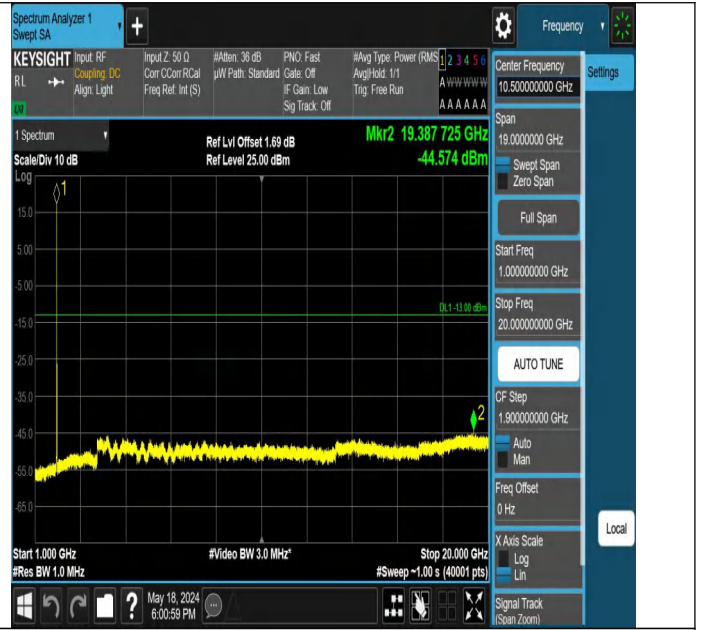 Spectrum Analyzer 1
Swept SA
+
Frequency
KEYSIGHT
RL
LXI
Input: RF
Coupling: DC
Align: Light
Input Z: 50 Ω
Corr CCorr RCal
Freq Ref: Int (S)
#Atten: 36 dB
µW Path: Standard
PNO: Fast
Gate: Off
IF Gain: Low
Sig Track: Off
#Avg Type: Power (RMS
Avg|Hold: 1/1
Trig: Free Run
1 2 3 4 5 6
A W W W W W
A A A A A A
1 Spectrum
Scale/Div 10 dB
Log
Ref Lvl Offset 1.69 dB
Ref Level 25.00 dBm
Mkr2 19.387 725 GHz
-44.574 dBm
1
15.0
5.00
-5.00
DL1 -13.00 dBm
-15.0
-25.0
-35.0
2
-45.0
-55.0
-65.0
Start 1.000 GHz
#Res BW 1.0 MHz
#Video BW 3.0 MHz*
Stop 20.000 GHz
#Sweep ~1.00 s (40001 pts)
Center Frequency
10.500000000 GHz
Settings
Span
19.0000000 GHz
Swept Span
Zero Span
Full Span
Start Freq
1.000000000 GHz
Stop Freq
20.000000000 GHz
AUTO TUNE
CF Step
1.900000000 GHz
Auto
Man
Freq Offset
0 Hz
X Axis Scale
Log
Lin
Local
Signal Track
(Span Zoom)
?
May 18, 2024
6:00:59 PM